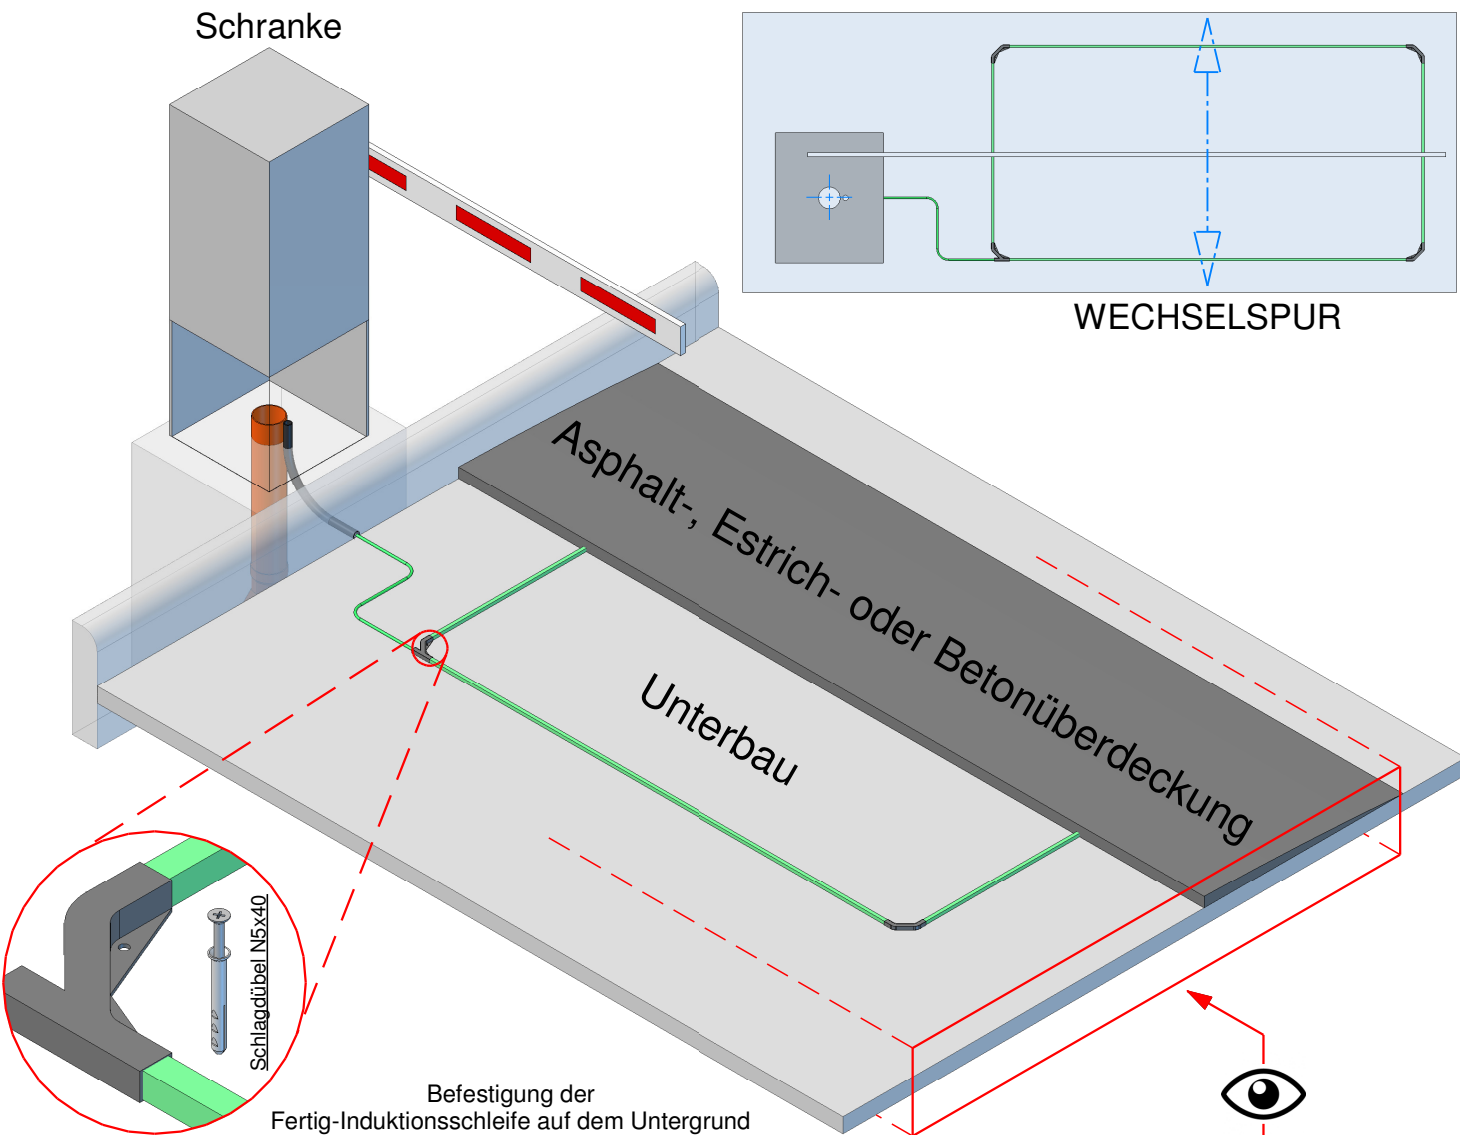 Schranke
WECHSELSPUR
Asphalt-, Estrich- oder Betonüberdeckung
Unterbau
Schlagdübel N5x40
Befestigung der
Fertig-Induktionsschleife auf dem Untergrund